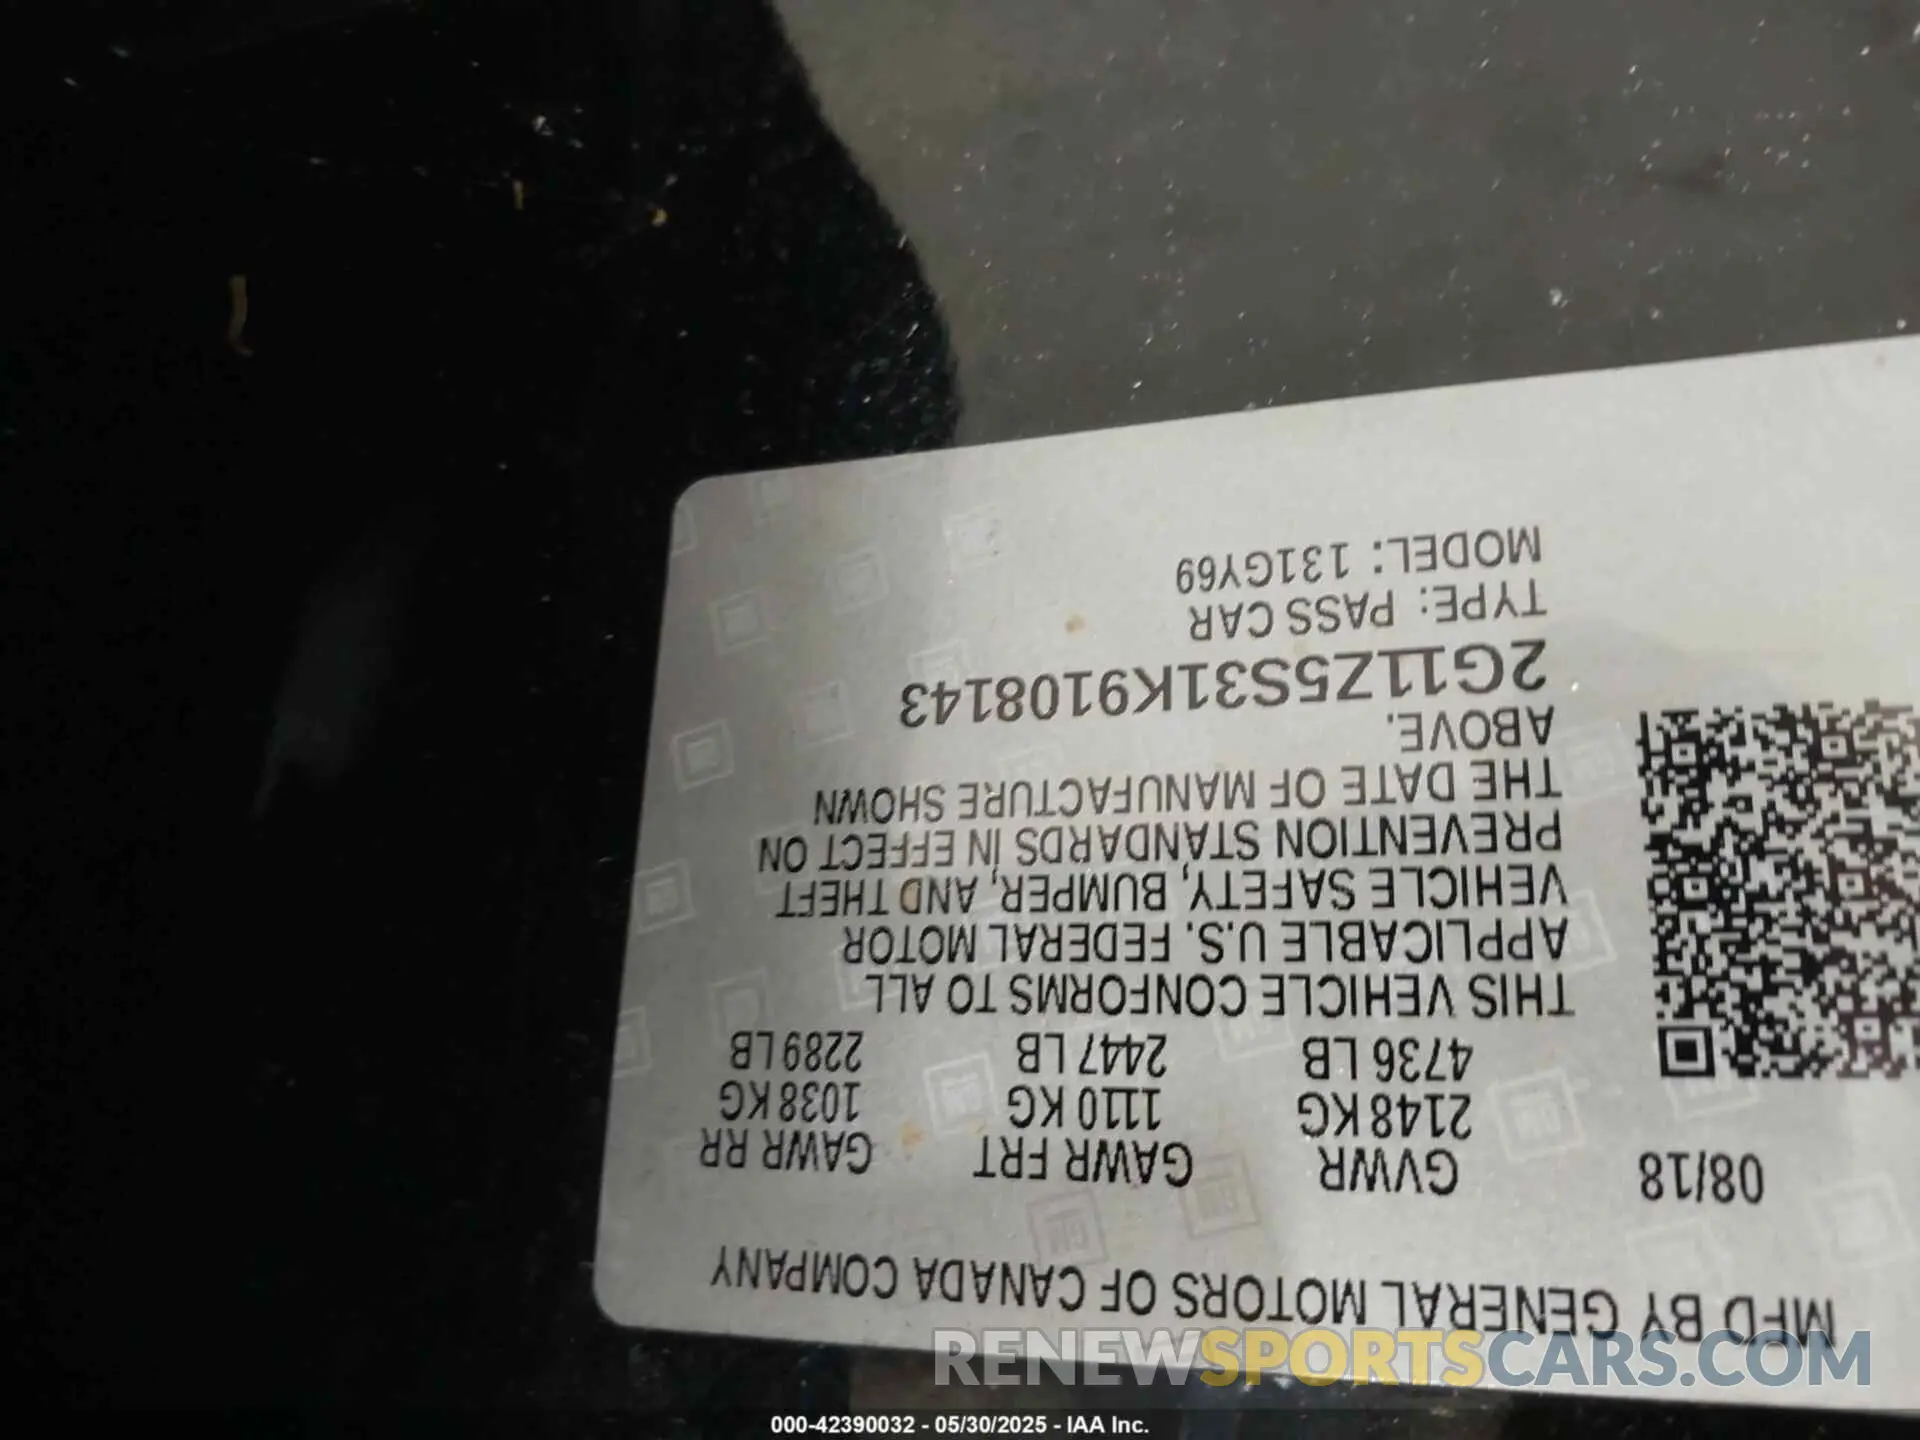 MFD BY GENERAL MOTORS OF CANADA COMPANY
08/18 GVWR GAWR FRT GAWR RR
2148 KG 1110 KG 1038 KG
4736 LB 2447 LB 2289 LB
THIS VEHICLE CONFORMS TO ALL
APPLICABLE U.S. FEDERAL MOTOR
VEHICLE SAFETY, BUMPER, AND THEFT
PREVENTION STANDARDS IN EFFECT ON
THE DATE OF MANUFACTURE SHOWN
ABOVE.
2G11Z5S31K9108143
TYPE: PASS CAR
MODEL: 131GY69
RENEWSPORTSCARS.COM
000-42390032 - 05/30/2025 - IAA Inc.